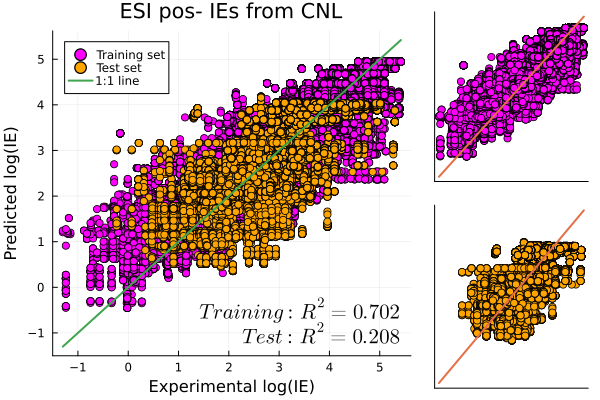 ESI pos- IEs from CNL
Training set
Test set
1:1 line
5
4
3
2
1
0
−1
Predicted log(IE)
Training: R² = 0.702
Test: R² = 0.208
−1 0 1 2 3 4 5
Experimental log(IE)